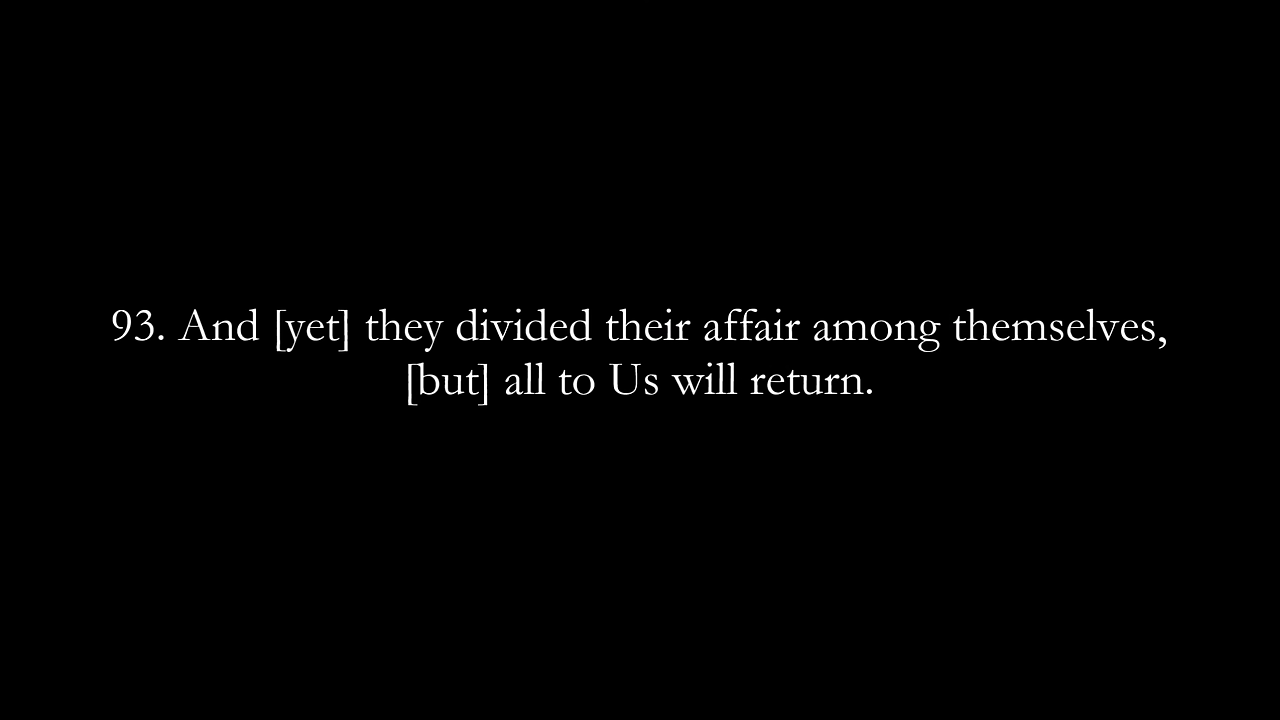 93. And [yet] they divided their affair among themselves,
[but] all to Us will return.